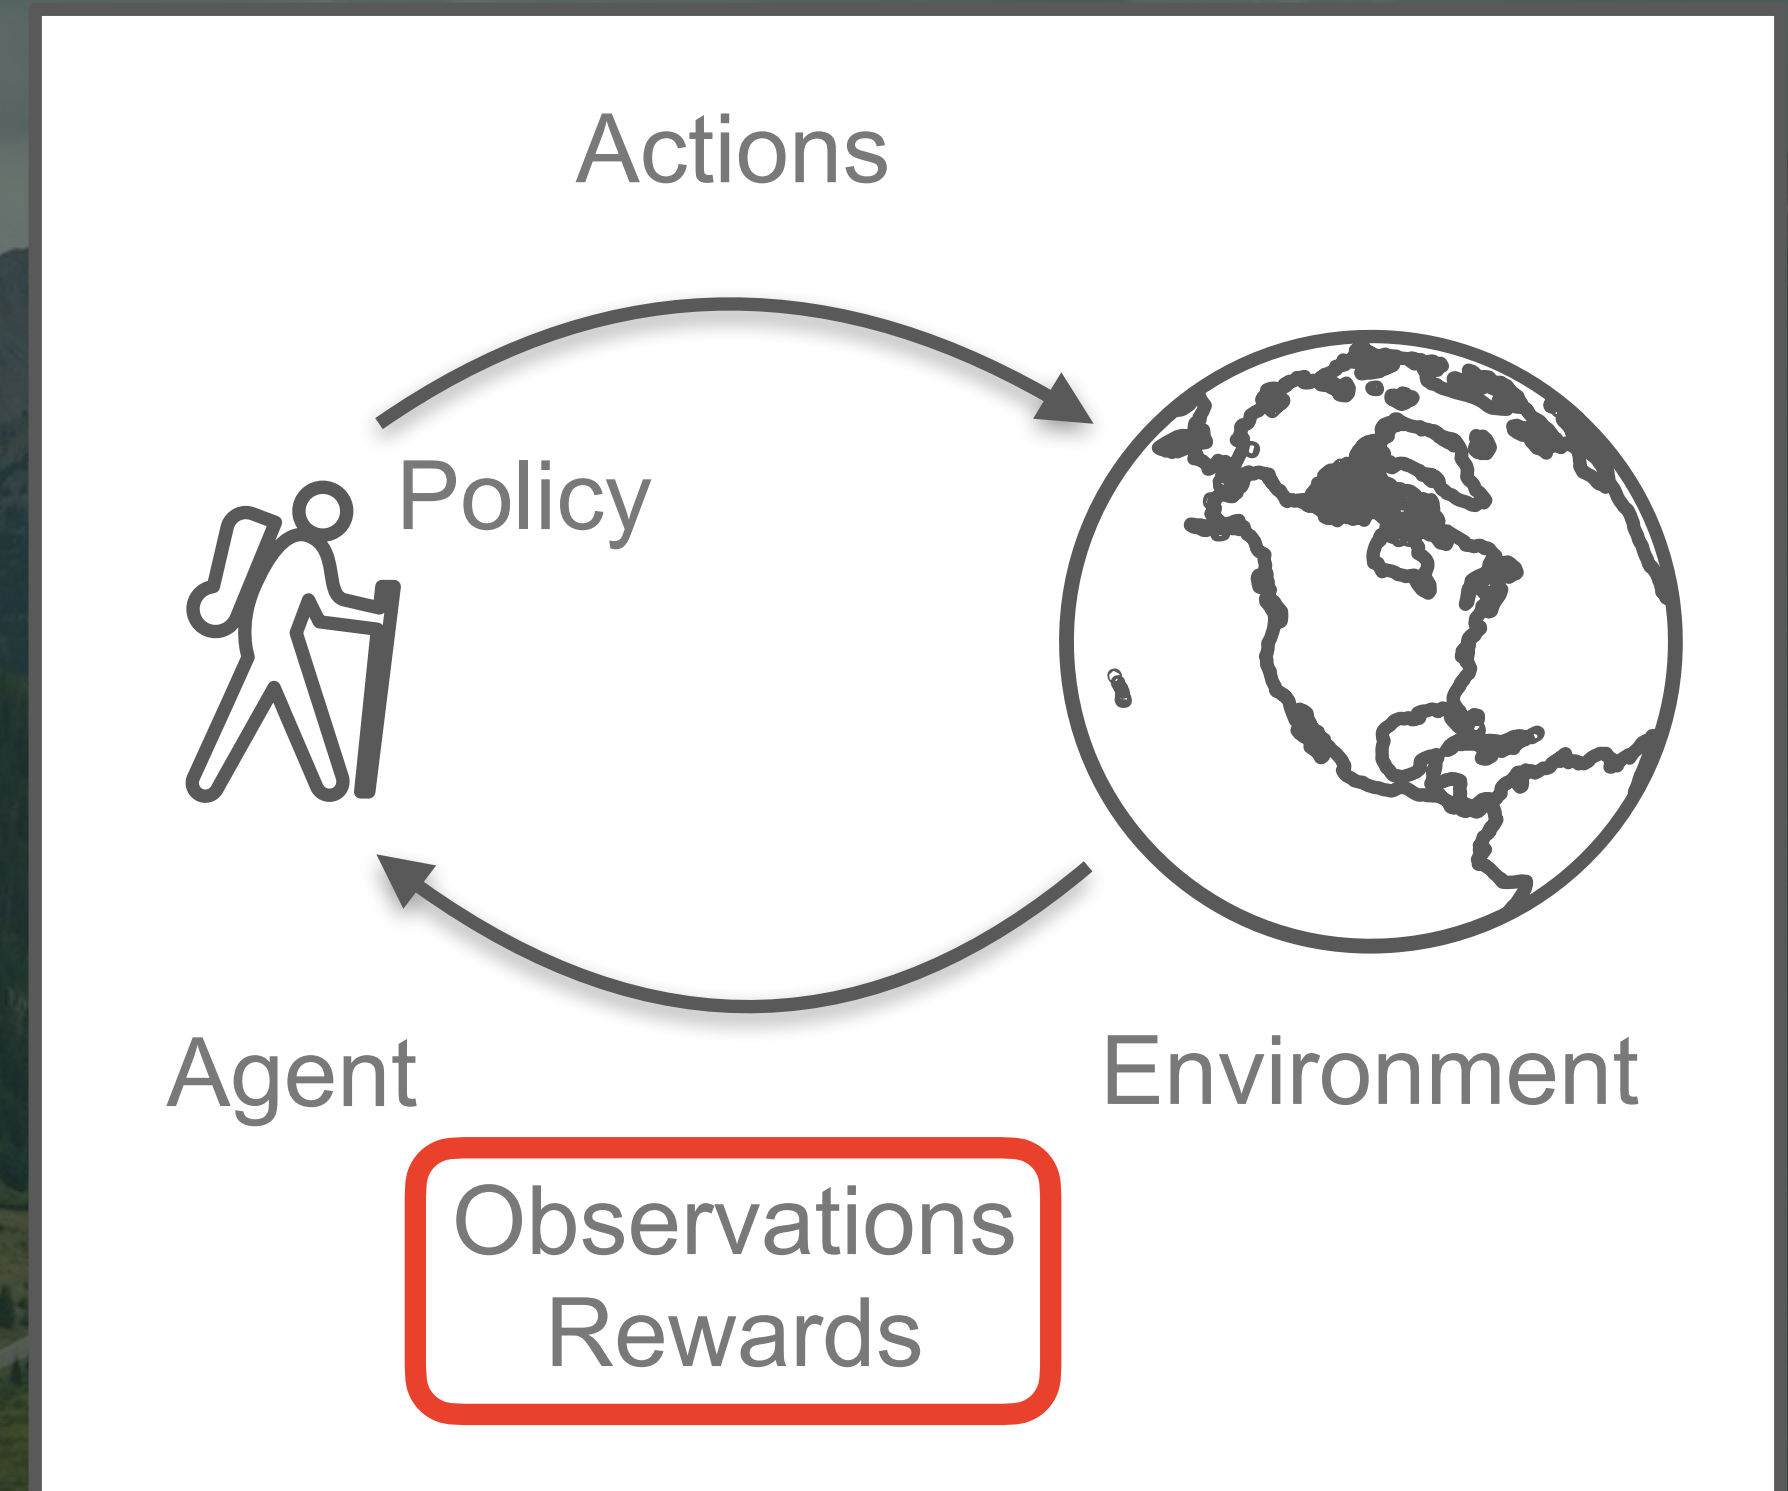 Actions
Policy
Agent
Environment
Observations
Rewards